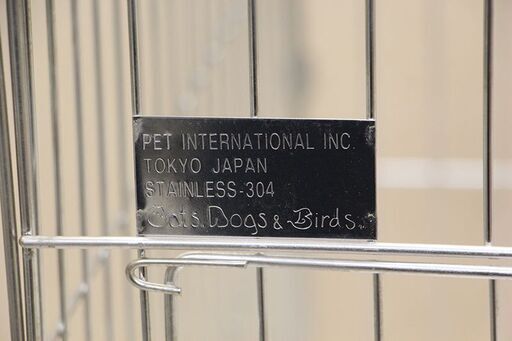 PET INTERNATIONAL INC.
TOKYO JAPAN
STAINLESS-304
Cats. Dogs & Birds.